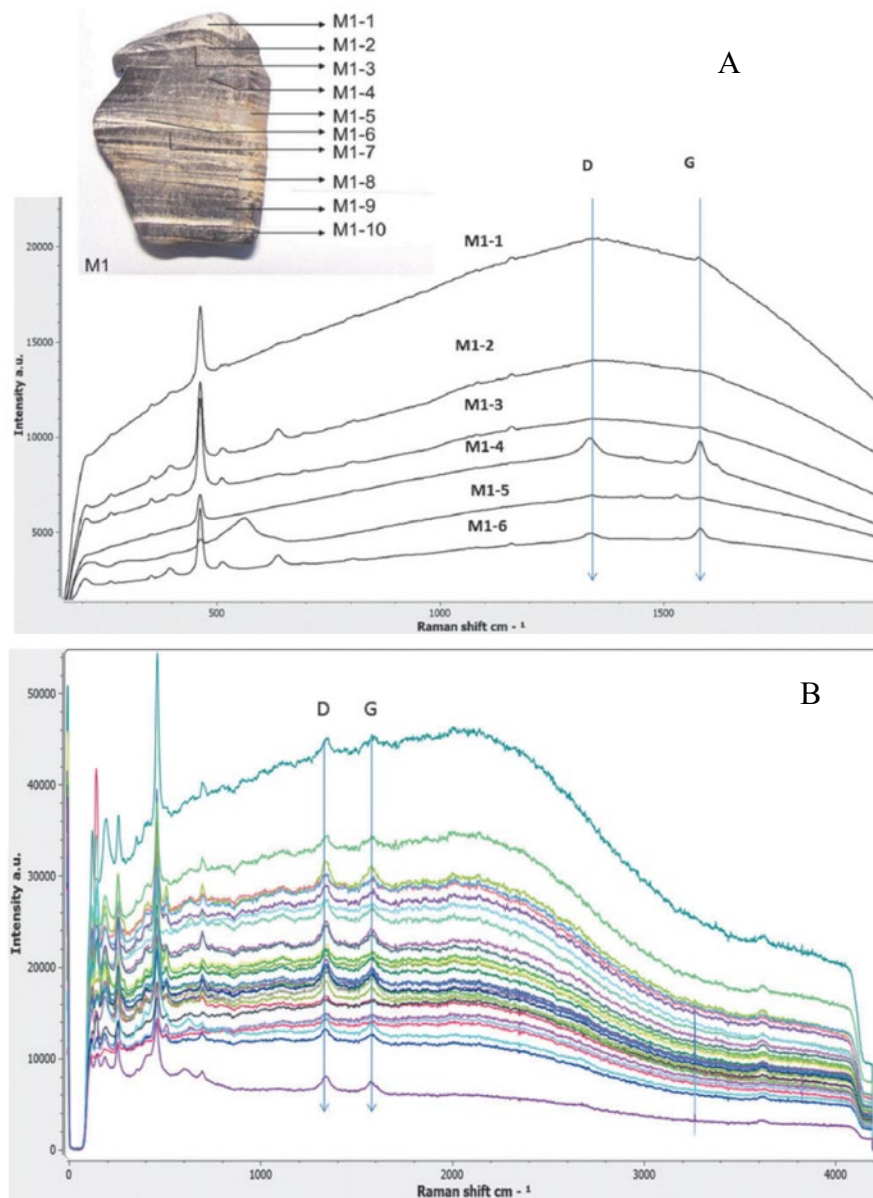 M1-1
M1-2
M1-3
M1-4
M1-5
M1-6
M1-7
M1-8
M1-9
M1-10
M1
A
D
G
M1-1
M1-2
M1-3
M1-4
M1-5
M1-6
20000
15000
10000
5000
Intensity a.u.
500
1000
1500
Raman shift cm - ¹
B
D
G
50000
40000
30000
20000
10000
0
Intensity a.u.
0
1000
2000
3000
4000
Raman shift cm - ¹